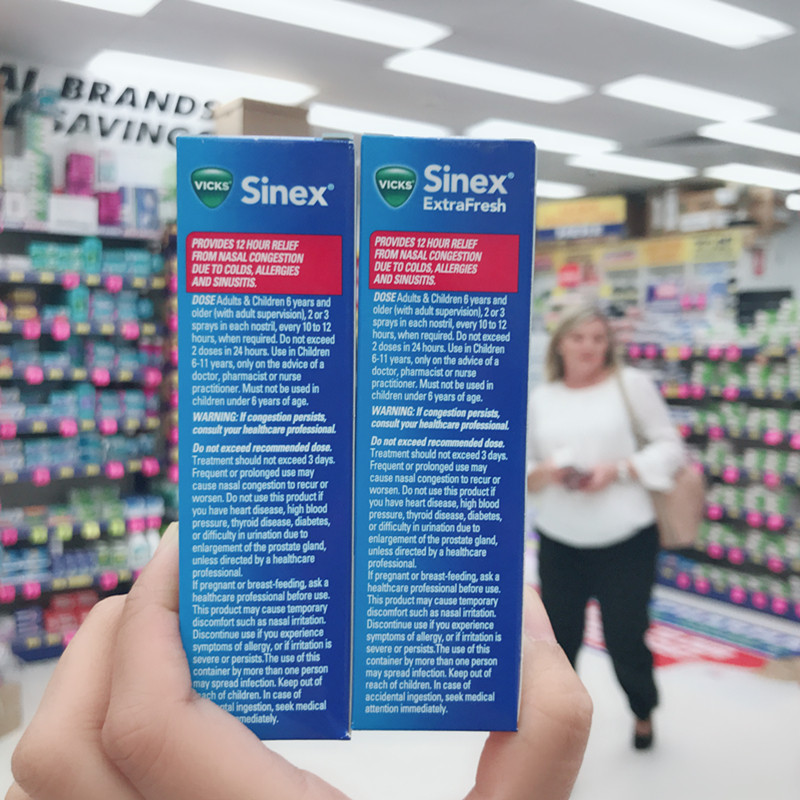 AL BRANDS
SAVING
VICKS
Sinex®
PROVIDES 12 HOUR RELIEF
FROM NASAL CONGESTION
DUE TO COLDS, ALLERGIES
AND SINUSITIS.
DOSE Adults & Children 6 years and
older (with adult supervision), 2 or 3
sprays in each nostril, every 10 to 12
hours, when required. Do not exceed
2 doses in 24 hours. Use in Children
6-11 years, only on the advice of a
doctor, pharmacist or nurse
practitioner. Must not be used in
children under 6 years of age.
WARNING: If congestion persists,
consult your healthcare professional.
Do not exceed recommended dose.
Treatment should not exceed 3 days.
Frequent or prolonged use may
cause nasal congestion to recur or
worsen. Do not use this product if
you have heart disease, high blood
pressure, thyroid disease, diabetes,
or difficulty in urination due to
enlargement of the prostate gland,
unless directed by a healthcare
professional.
If pregnant or breast-feeding, ask a
healthcare professional before use.
This product may cause temporary
discomfort such as nasal irritation.
Discontinue use if you experience
symptoms of allergy, or if irritation is
severe or persists.The use of this
container by more than one person
may spread infection. Keep out of
reach of children. In case of
ntal ingestion, seek medical
mmediately.
VICKS
Sinex®
ExtraFresh
PROVIDES 12 HOUR RELIEF
FROM NASAL CONGESTION
DUE TO COLDS, ALLERGIES
AND SINUSITIS.
DOSE Adults & Children 6 years and
older (with adult supervision), 2 or 3
sprays in each nostril, every 10 to 12
hours, when required. Do not exceed
2 doses in 24 hours. Use in Children
6-11 years, only on the advice of a
doctor, pharmacist or nurse
practitioner. Must not be used in
children under 6 years of age.
WARNING: If congestion persists,
consult your healthcare professional.
Do not exceed recommended dose.
Treatment should not exceed 3 days.
Frequent or prolonged use may
cause nasal congestion to recur or
worsen. Do not use this product if
you have heart disease, high blood
pressure, thyroid disease, diabetes,
or difficulty in urination due to
enlargement of the prostate gland,
unless directed by a healthcare
professional.
If pregnant or breast-feeding, ask a
healthcare professional before use.
This product may cause temporary
discomfort such as nasal irritation.
Discontinue use if you experience
symptoms of allergy, or if irritation is
severe or persists.The use of this
container by more than one person
may spread infection. Keep out of
reach of children. In case of
accidental ingestion, seek medical
attention immediately.